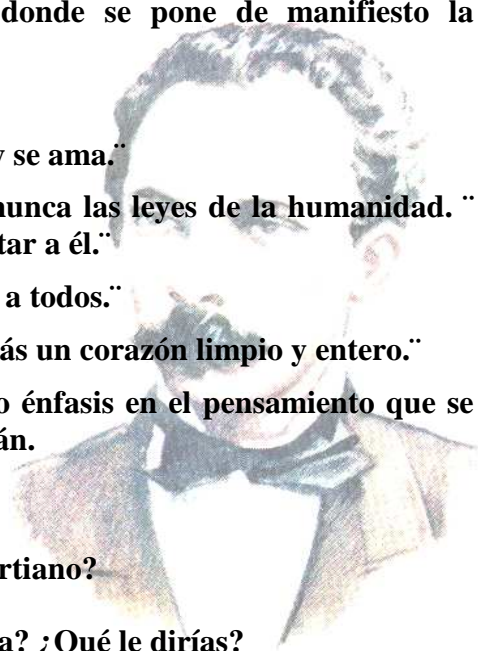 donde se pone de manifiesto la
y se ama.¨
nunca las leyes de la humanidad. ¨
tar a él.¨
a todos.¨
ás un corazón limpio y entero.¨
o énfasis en el pensamiento que se
án.
rtiano?
a? ¿Qué le dirías?